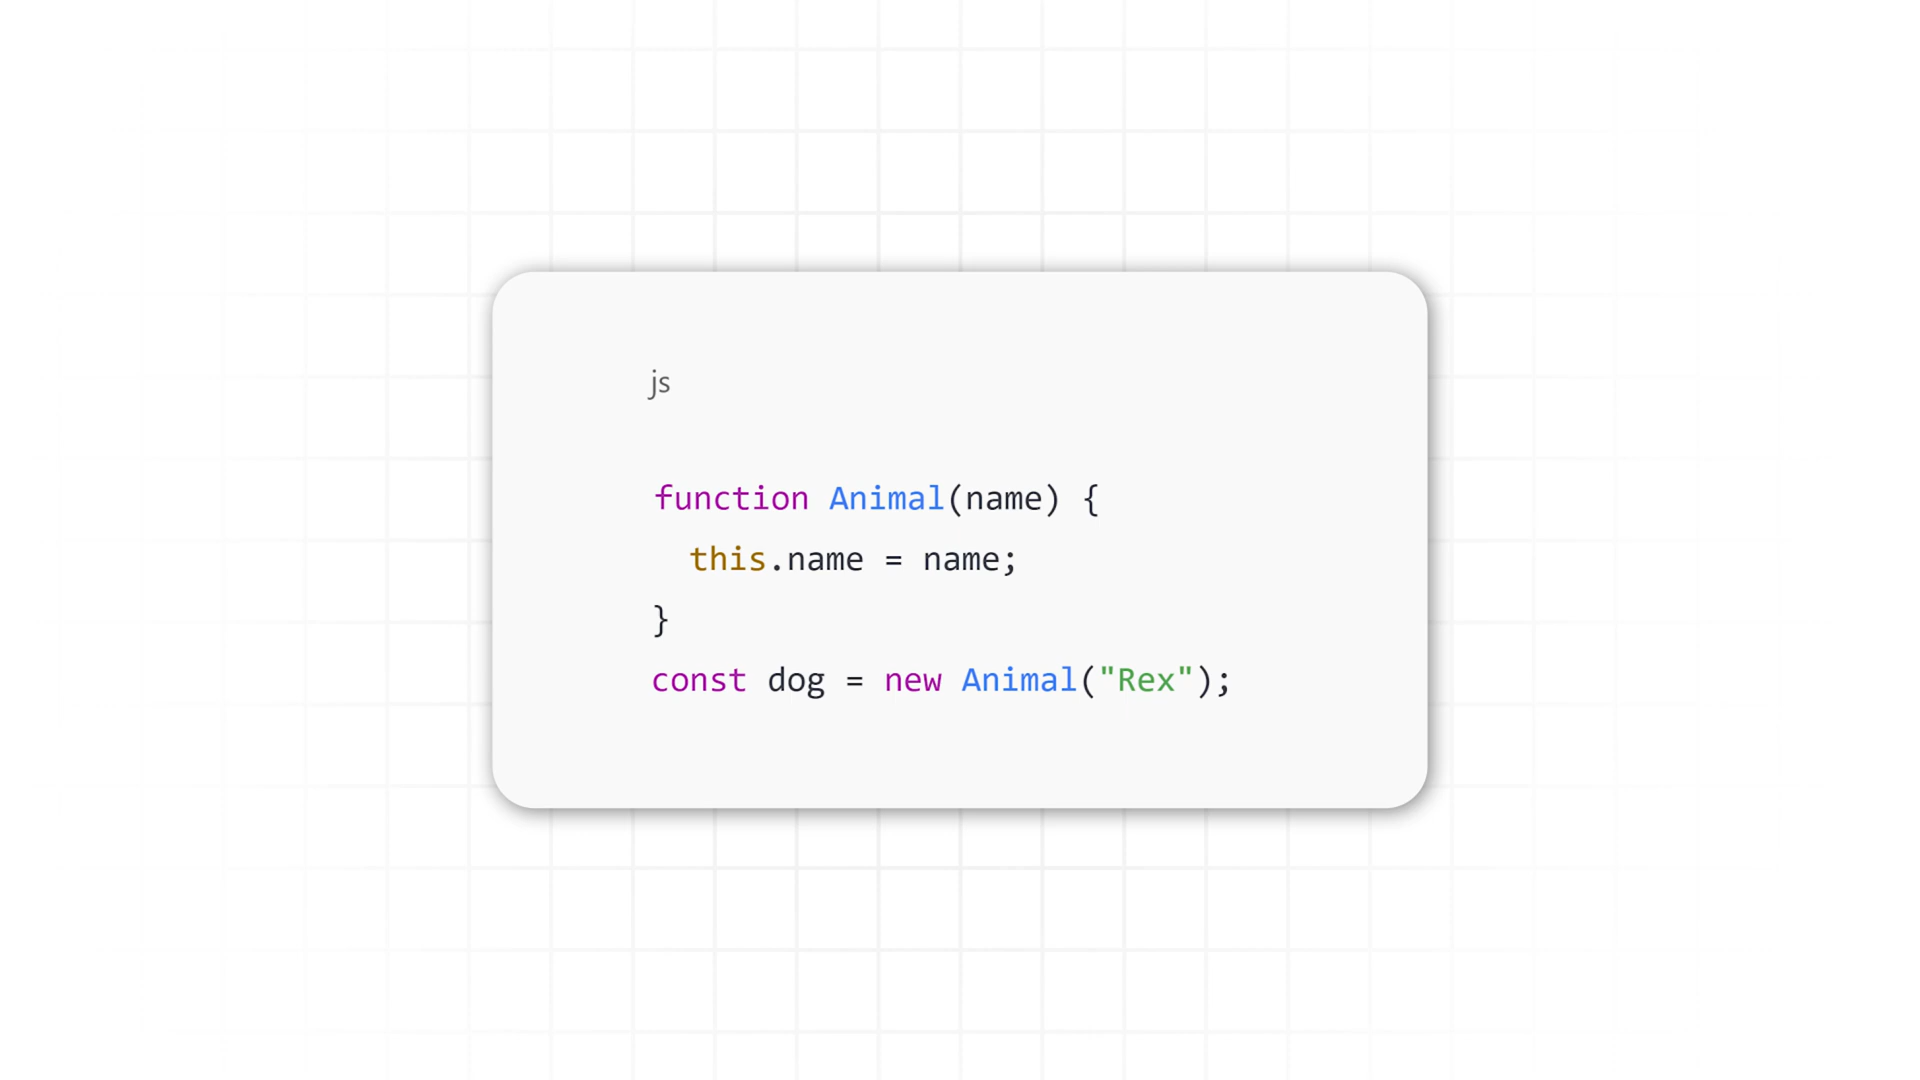 js
function Animal(name) {
  this.name = name;
}
const dog = new Animal("Rex");